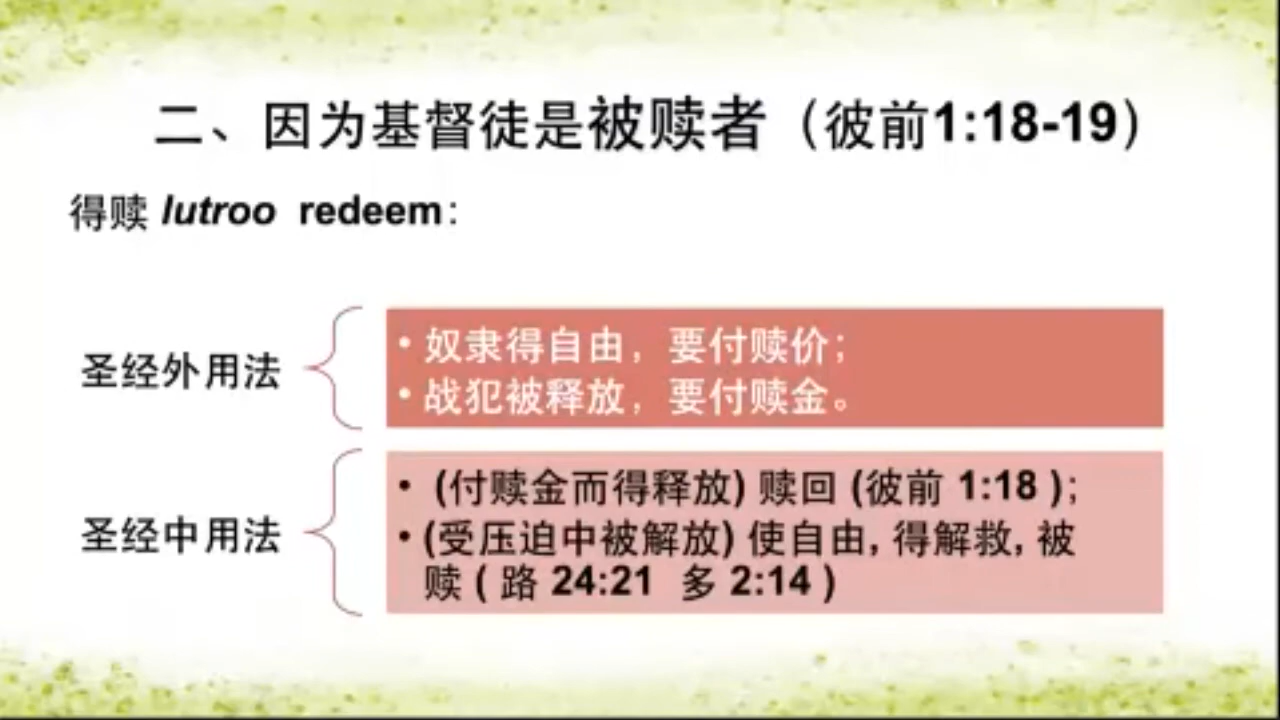 二、因为基督徒是被赎者（彼前1:18-19）
得赎 lutroo redeem：
圣经外用法
• 奴隶得自由，要付赎价；
• 战犯被释放，要付赎金。
圣经中用法
• (付赎金而得释放) 赎回 (彼前 1:18 )；
• (受压迫中被解放) 使自由, 得解救, 被
赎 ( 路 24:21 多 2:14 )